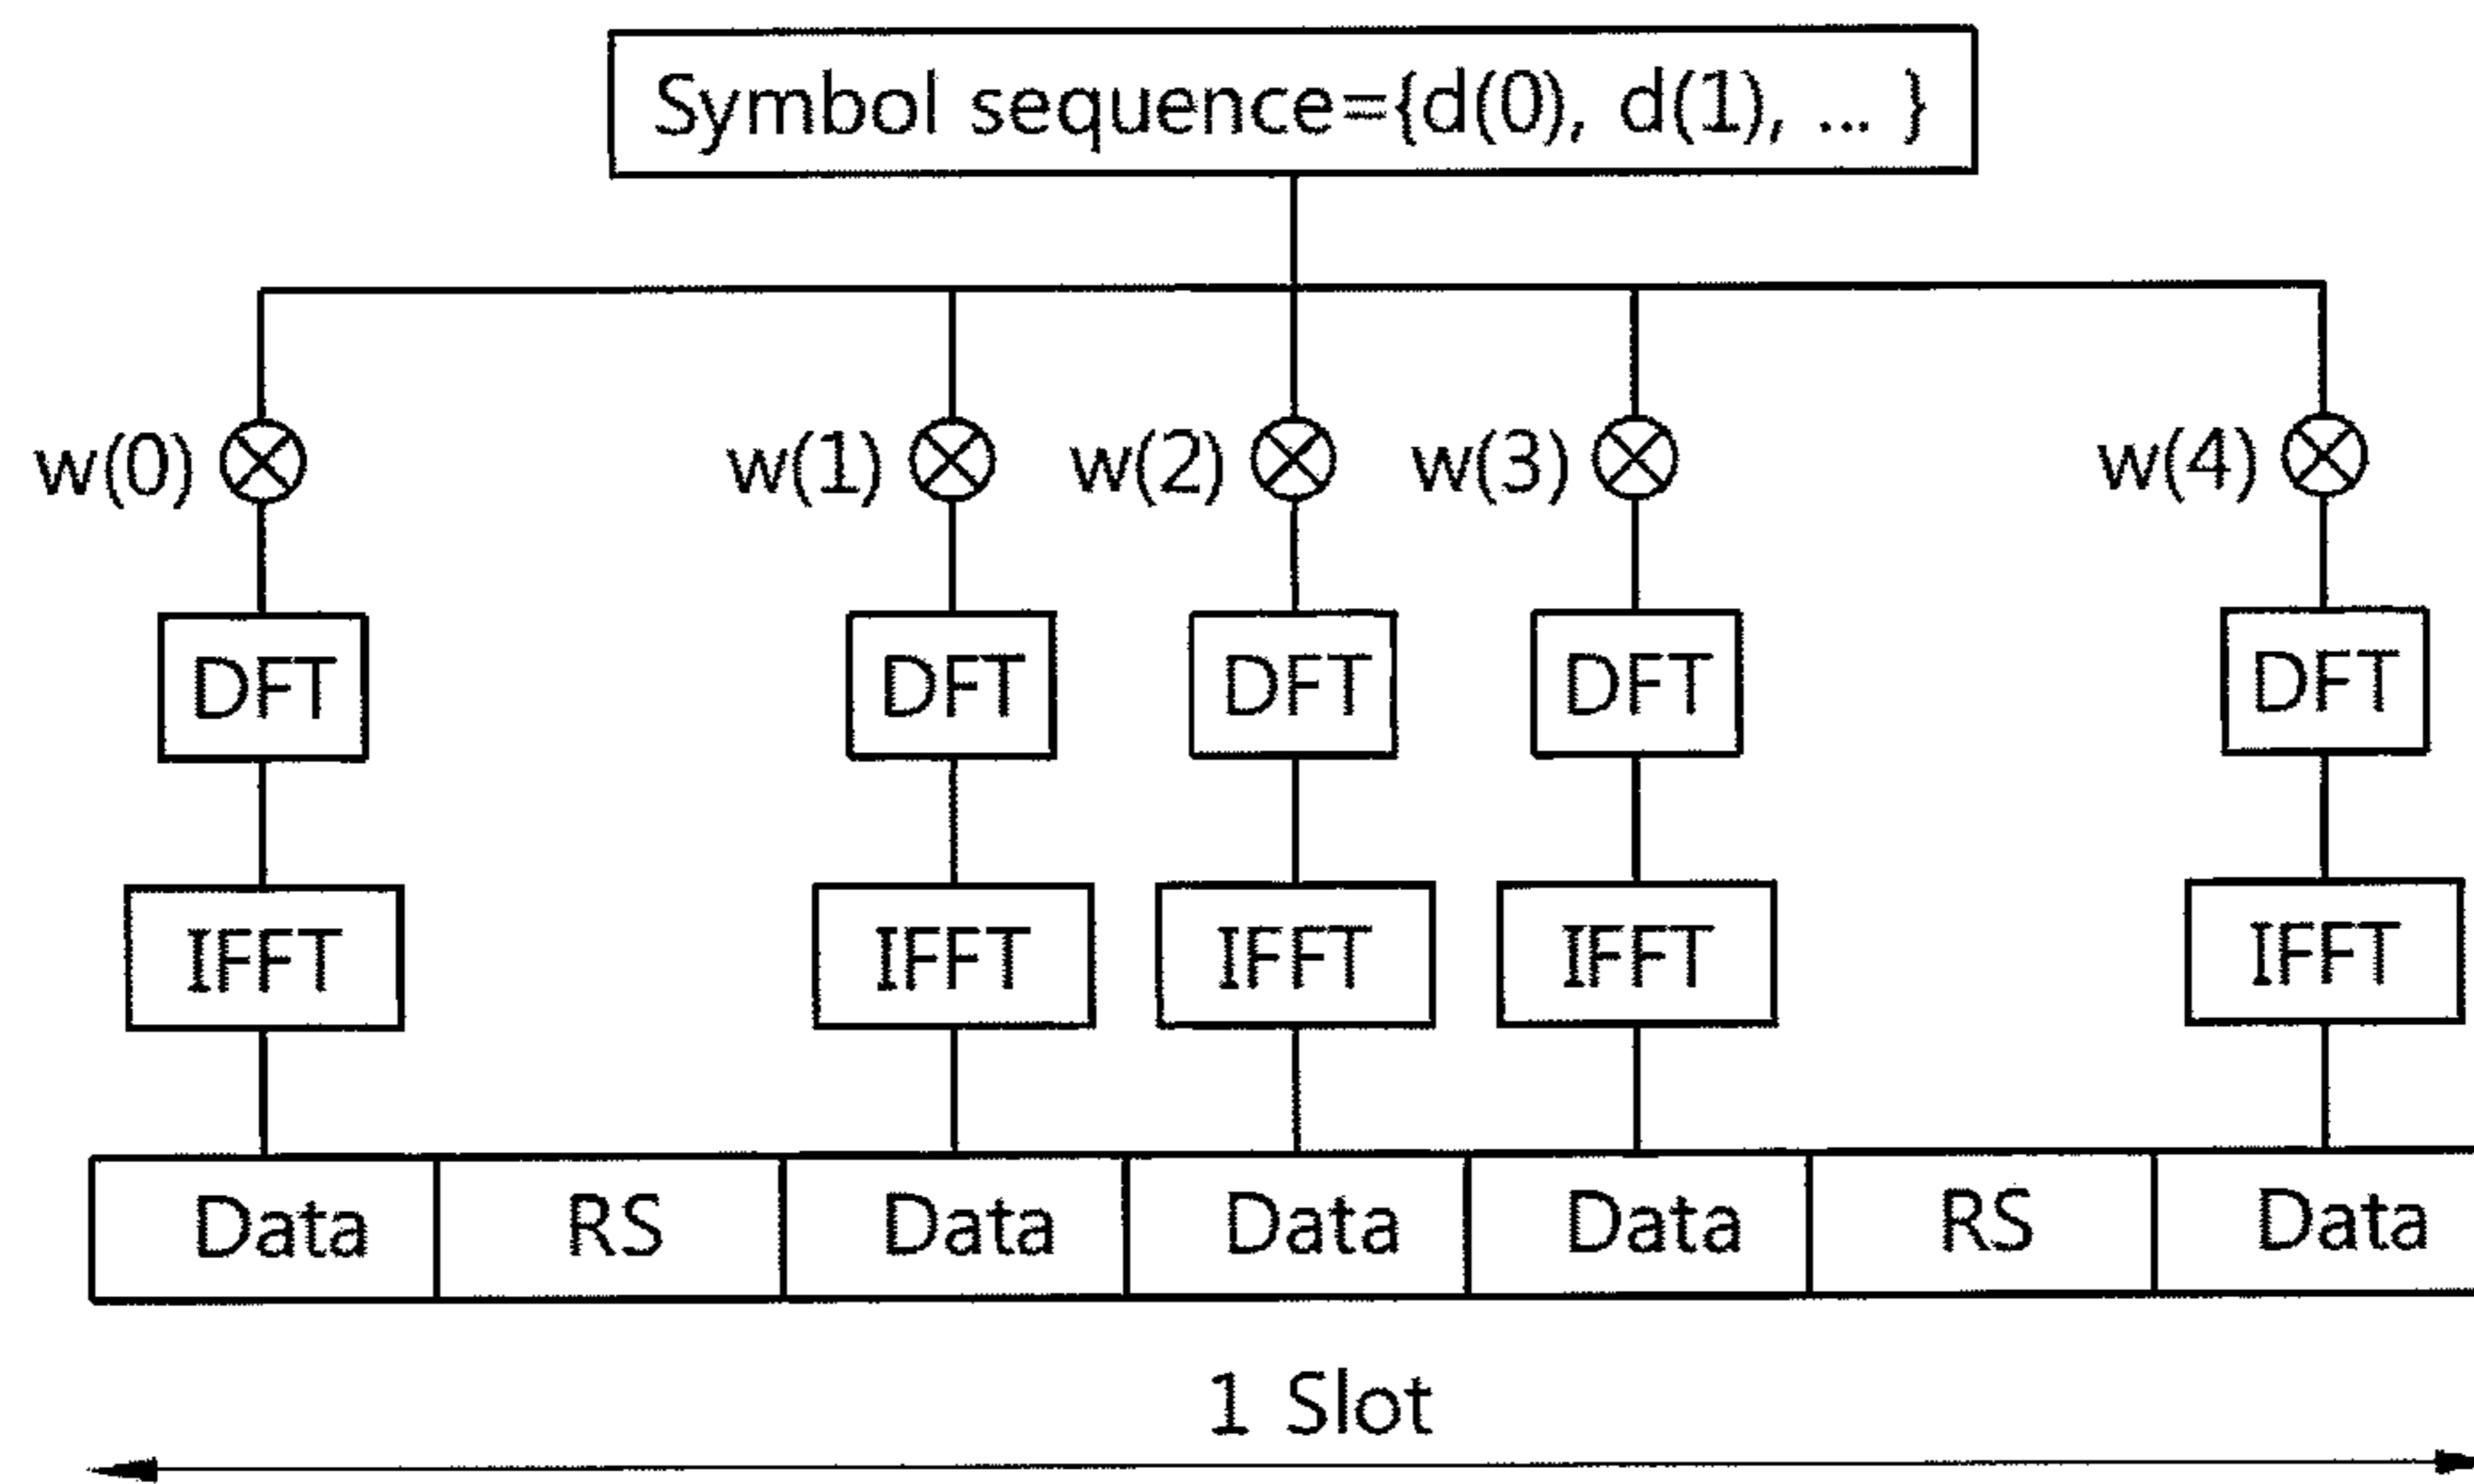 Symbol sequence={d(0), d(1), ... }
w(0) w(1) w(2) w(3) w(4)
DFT DFT DFT DFT DFT
IFFT IFFT IFFT IFFT IFFT
Data RS Data Data Data RS Data
1 Slot